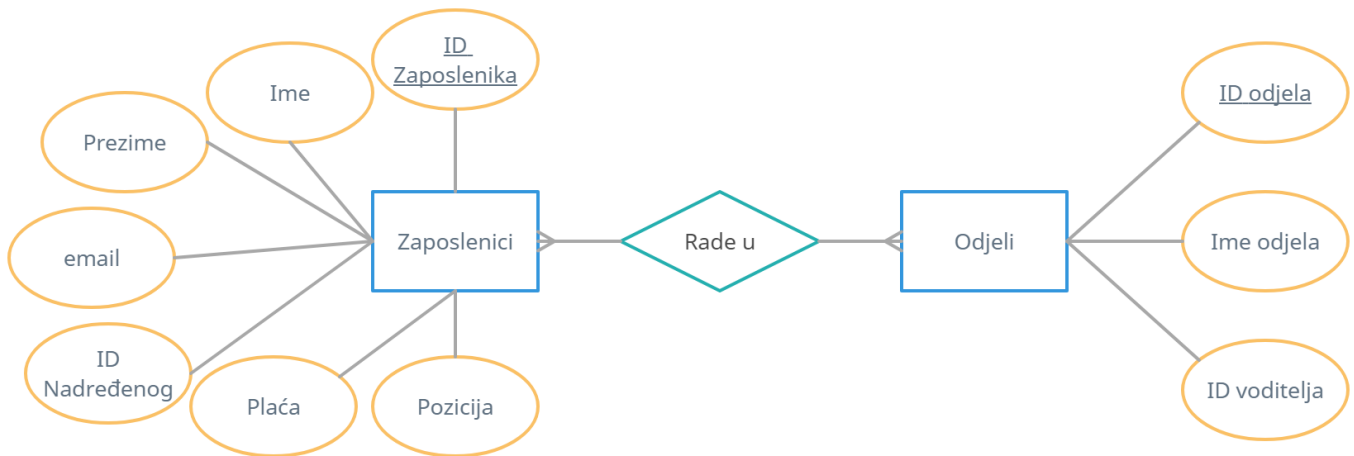 ID
Zaposlenika
Ime
Prezime
email
ID
Nadređenog
Plaća
Pozicija
Zaposlenici
Rade u
Odjeli
ID odjela
Ime odjela
ID voditelja